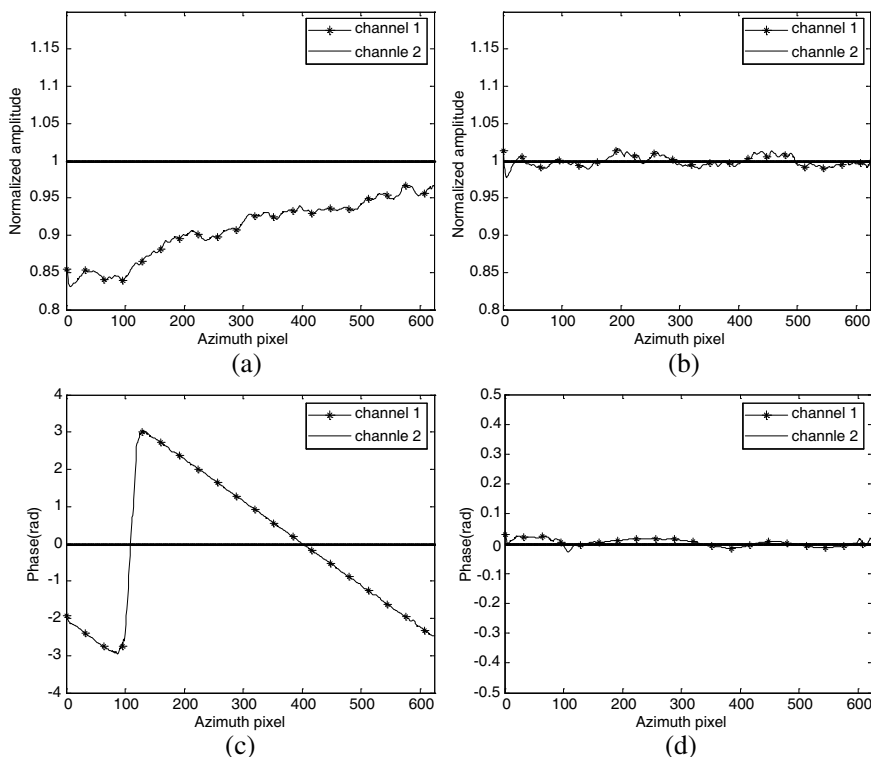 1.15
1.1
1.05
1
0.95
0.9
0.85
0.8
Normalized amplitude
channel 1
channle 2
0 100 200 300 400 500 600
Azimuth pixel
(a)
1.15
1.1
1.05
1
0.95
0.9
0.85
0.8
Normalized amplitude
channel 1
channle 2
0 100 200 300 400 500 600
Azimuth pixel
(b)
4
3
2
1
0
-1
-2
-3
-4
Phase(rad)
channel 1
channle 2
0 100 200 300 400 500 600
Azimuth pixel
(c)
0.5
0.4
0.3
0.2
0.1
0
-0.1
-0.2
-0.3
-0.4
-0.5
Phase(rad)
channel 1
channle 2
0 100 200 300 400 500 600
Azimuth pixel
(d)